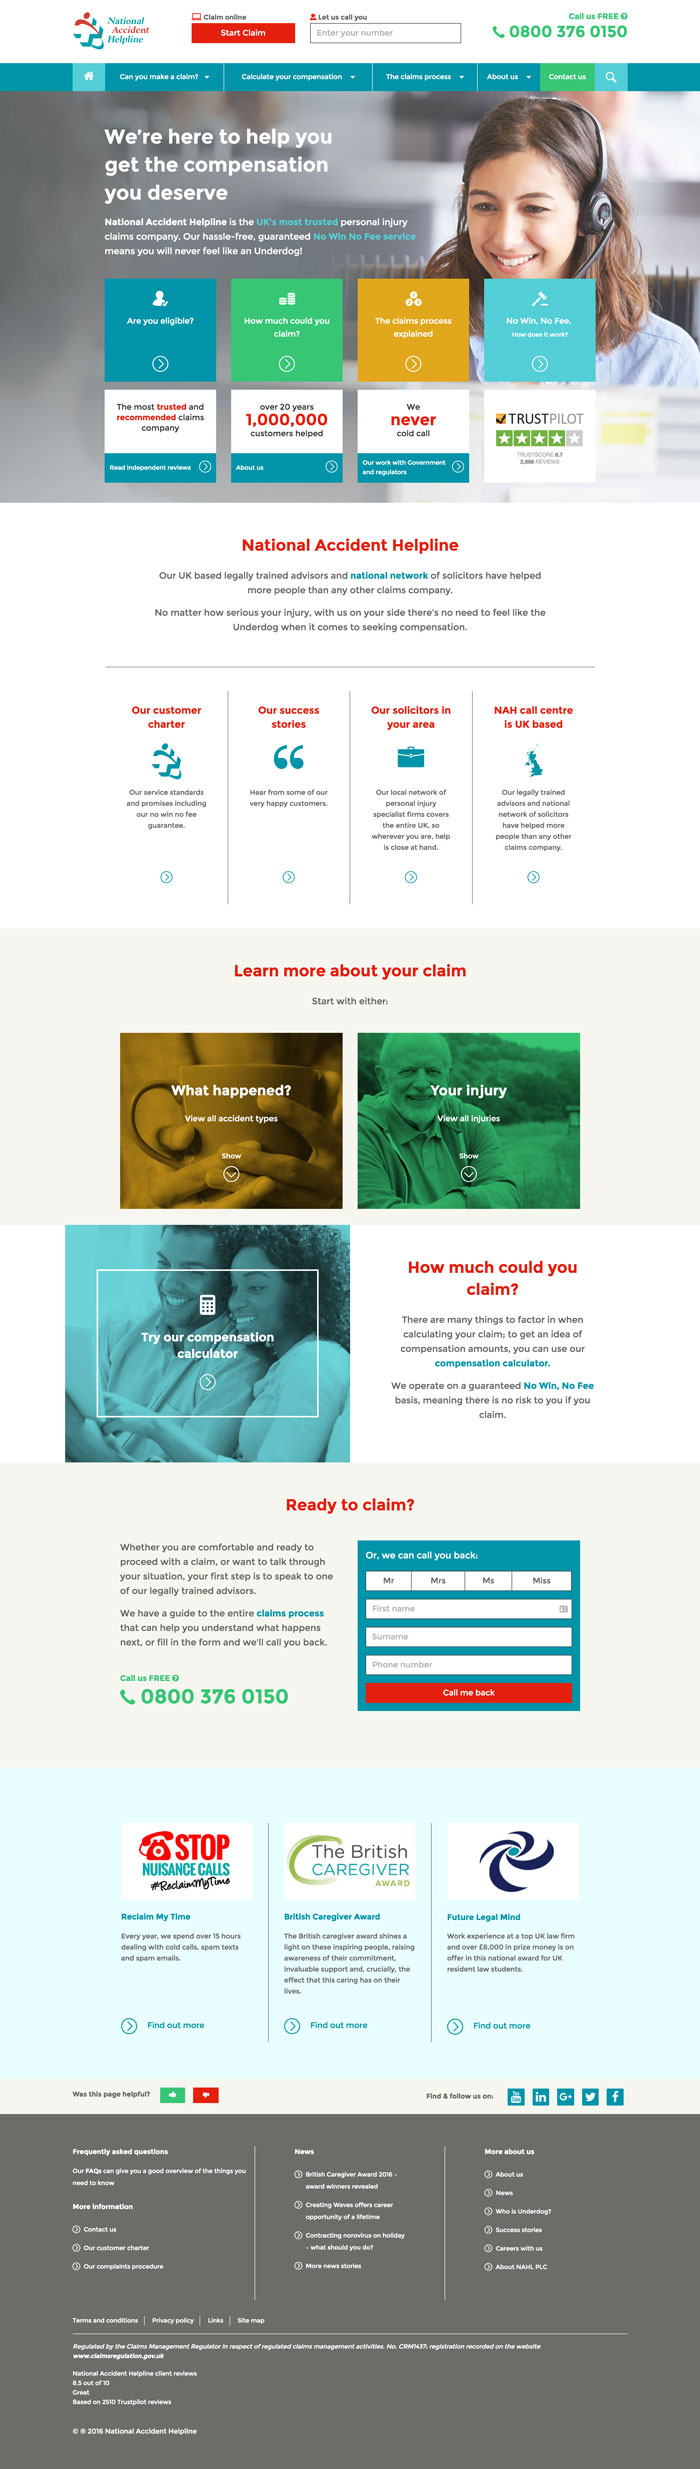 National
Accident
Helpline
Claim online
Start Claim
Let us call you
Enter your number
Call us FREE
0800 376 0150
Can you make a claim?
Calculate your compensation
The claims process
About us
Contact us
We're here to help you
get the compensation
you deserve
National Accident Helpline is the UK's most trusted personal injury
claims company. Our hassle-free, guaranteed No Win No Fee service
means you will never feel like an Underdog!
Are you eligible?
How much could you
claim?
The claims process
explained
No Win, No Fee.
How does it work?
The most trusted and
recommended claims
company
Read independent reviews
over 20 years
1,000,000
customers helped
About us
We
never
cold call
Our work with Government
and regulators
TRUSTPILOT
TRUSTSCORE 8.7
2,688 REVIEWS
National Accident Helpline
Our UK based legally trained advisors and national network of solicitors have helped
more people than any other claims company.
No matter how serious your injury, with us on your side there's no need to feel like the
Underdog when it comes to seeking compensation.
Our customer
charter
Our service standards
and promises including
our no win no fee
guarantee.
Our success
stories
Hear from some of our
very happy customers.
Our solicitors in
your area
Our local network of
personal injury
specialist firms covers
the entire UK, so
wherever you are, help
is close at hand.
NAH call centre
is UK based
Our legally trained
advisors and national
network of solicitors
have helped more
people than any other
claims company.
Learn more about your claim
Start with either:
What happened?
View all accident types
Show
Your injury
View all injuries
Show
Try our compensation
calculator
How much could you
claim?
There are many things to factor in when
calculating your claim; to get an idea of
compensation amounts, you can use our
compensation calculator.
We operate on a guaranteed No Win, No Fee
basis, meaning there is no risk to you if you
claim.
Ready to claim?
Whether you are comfortable and ready to
proceed with a claim, or want to talk through
your situation, your first step is to speak to one
of our legally trained advisors.
We have a guide to the entire claims process
that can help you understand what happens
next, or fill in the form and we'll call you back.
Call us FREE
0800 376 0150
Or, we can call you back:
Mr Mrs Ms Miss
First name
Surname
Phone number
Call me back
STOP
NUISANCE CALLS
#ReclaimMyTime
Reclaim My Time
Every year, we spend over 15 hours
dealing with cold calls, spam texts
and spam emails.
Find out more
The British
CAREGIVER
AWARD
British Caregiver Award
The British caregiver award shines a
light on these inspiring people, raising
awareness of their commitment,
invaluable support and, crucially, the
effect that this caring has on their
lives.
Find out more
Future Legal Mind
Work experience at a top UK law firm
and over £8,000 in prize money is on
offer in this national award for UK
resident law students.
Find out more
Was this page helpful?
Find & follow us on:
Frequently asked questions
Our FAQs can give you a good overview of the things you
need to know
More information
Contact us
Our customer charter
Our complaints procedure
News
British Caregiver Award 2016 –
award winners revealed
Creating Waves offers career
opportunity of a lifetime
Contracting norovirus on holiday
– what should you do?
More news stories
More about us
About us
News
Who is Underdog?
Success stories
Careers with us
About NAHL PLC
Terms and conditions
Privacy policy
Links
Site map
Regulated by the Claims Management Regulator in respect of regulated claims management activities. No. CRM1437; registration recorded on the website
www.claimsregulation.gov.uk
National Accident Helpline client reviews
8.5 out of 10
Great
Based on 2510 Trustpilot reviews
© ® 2016 National Accident Helpline